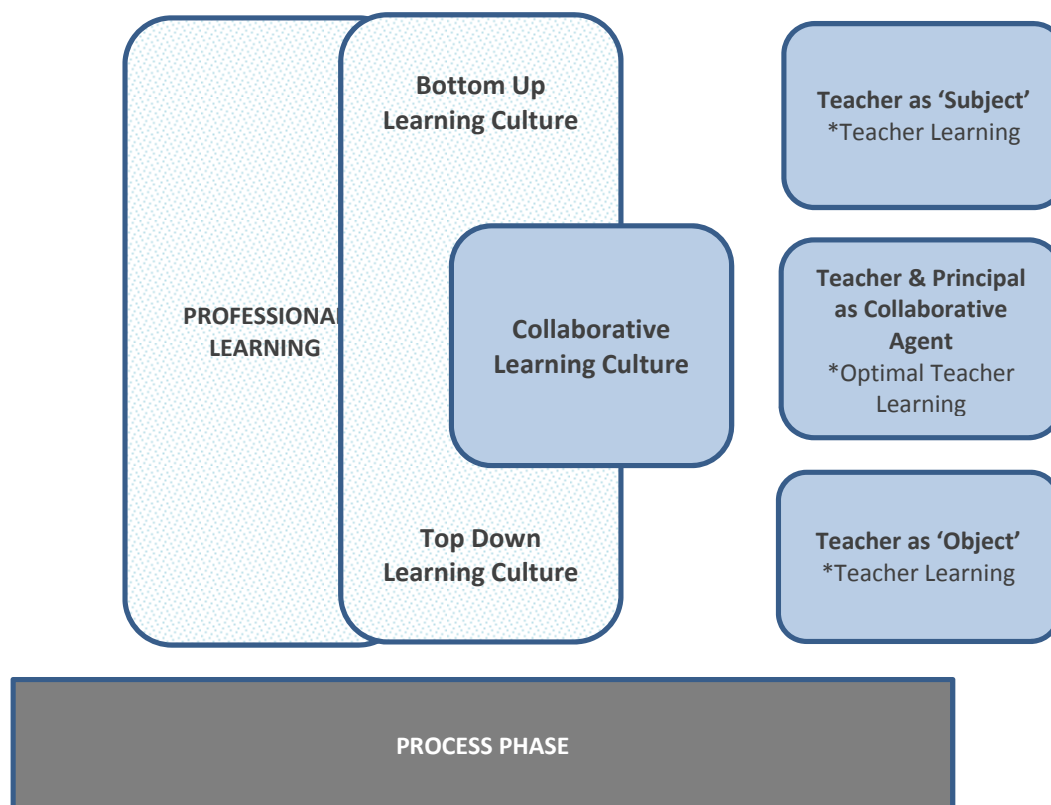 Bottom Up
Learning Culture
Teacher as ‘Subject’
*Teacher Learning
PROFESSIONAL
LEARNING
Collaborative
Learning Culture
Teacher & Principal
as Collaborative
Agent
*Optimal Teacher
Learning
Top Down
Learning Culture
Teacher as ‘Object’
*Teacher Learning
PROCESS PHASE